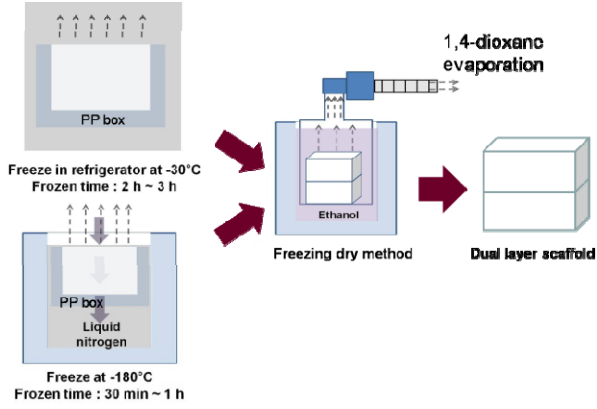 PP box
Freeze in refrigerator at -30°C
Frozen time : 2 h ~ 3 h
PP box
Liquid
nitrogen
Freeze at -180°C
Frozen time : 30 min ~ 1 h
1,4-dioxane
evaporation
Ethanol
Freezing dry method
Dual layer scaffold